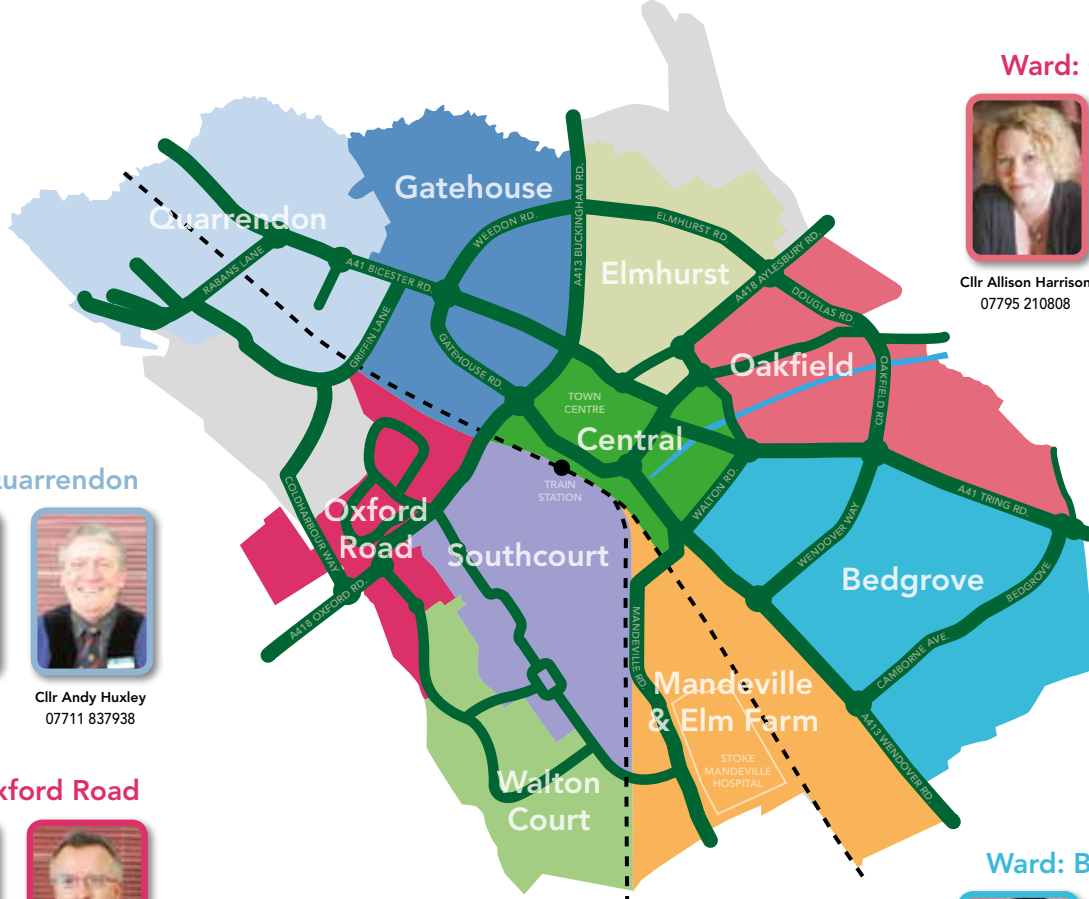 Ward:
Cllr Allison Harrison
07795 210808
Quarrendon
Gatehouse
Elmhurst
Oakfield
Central
TOWN
CENTRE
TRAIN
STATION
Oxford
Road
Southcourt
Bedgrove
Mandeville
& Elm Farm
STOKE
MANDEVILLE
HOSPITAL
Walton
Court
RABANS LANE
A41 BICESTER RD.
GRIFFIN LANE
WEEDON RD.
GATEHOUSE RD.
A413 BUCKINGHAM RD.
ELMHURST RD.
A418 AYLESBURY RD.
DOUGLAS RD
OAKFIELD RD.
A41 TRING RD.
WALTON RD.
WENDOVER WAY
BEDGROVE
CAMBORNE AVE.
A413 WENDOVER RD.
MANDEVILLE RD.
COLDHARBOUR WAY
A418 OXFORD RD.
uarrendon
Cllr Andy Huxley
07711 837938
xford Road
Ward: B